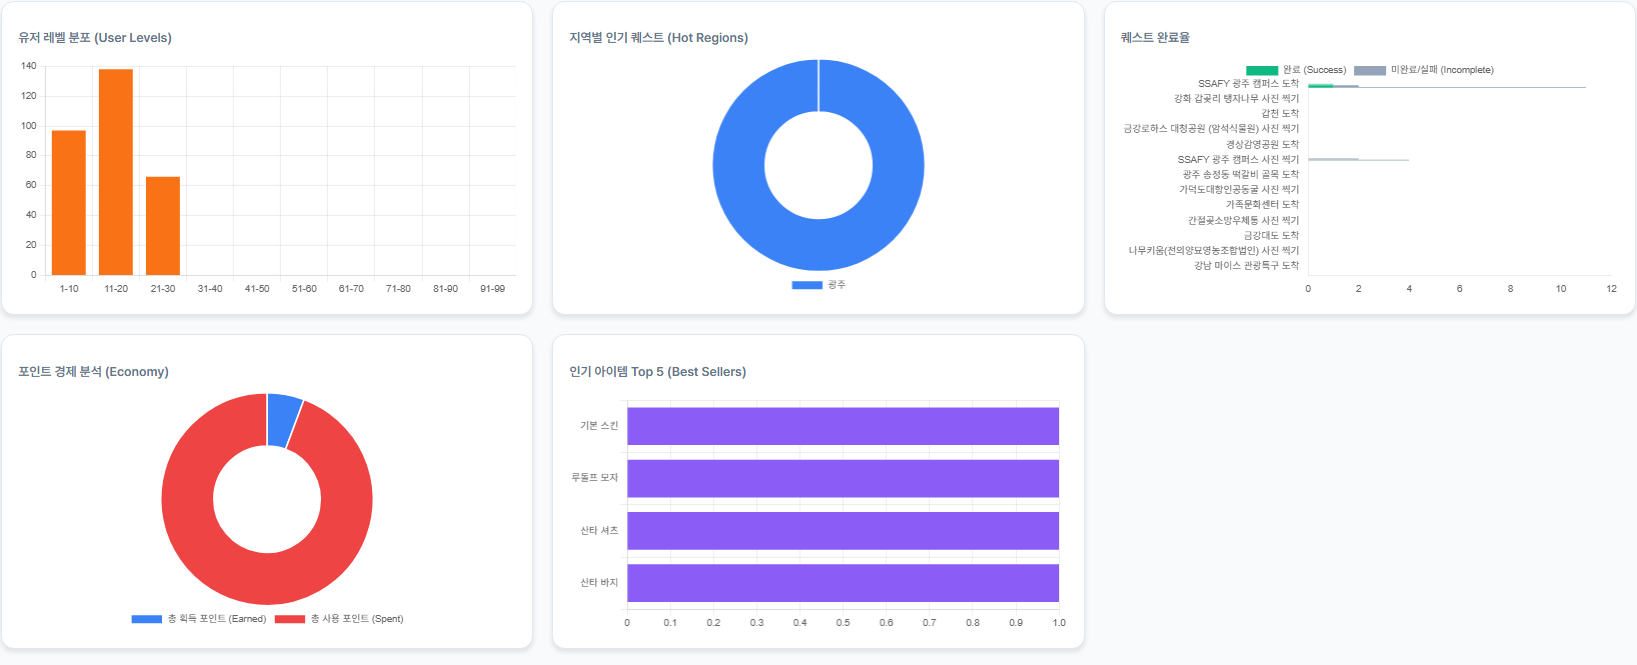 유저 레벨 분포 (User Levels)
140
120
100
80
60
40
20
0
1-10 11-20 21-30 31-40 41-50 51-60 61-70 71-80 81-90 91-99
지역별 인기 퀘스트 (Hot Regions)
광주
퀘스트 완료율
완료 (Success) 미완료/실패 (Incomplete)
SSAFY 광주 캠퍼스 도착
강화 갑곶리 탱자나무 사진 찍기
갑천 도착
금강로하스 대청공원 (암석식물원) 사진 찍기
경상감영공원 도착
SSAFY 광주 캠퍼스 사진 찍기
광주 송정동 떡갈비 골목 도착
가덕도대항인공동굴 사진 찍기
가족문화센터 도착
간절곶소망우체통 사진 찍기
금강대도 도착
나무키움(전의양묘영농조합법인) 사진 찍기
강남 마이스 관광특구 도착
0 2 4 6 8 10 12
포인트 경제 분석 (Economy)
총 획득 포인트 (Earned) 총 사용 포인트 (Spent)
인기 아이템 Top 5 (Best Sellers)
기본 스킨
루돌프 모자
산타 셔츠
산타 바지
0 0.1 0.2 0.3 0.4 0.5 0.6 0.7 0.8 0.9 1.0